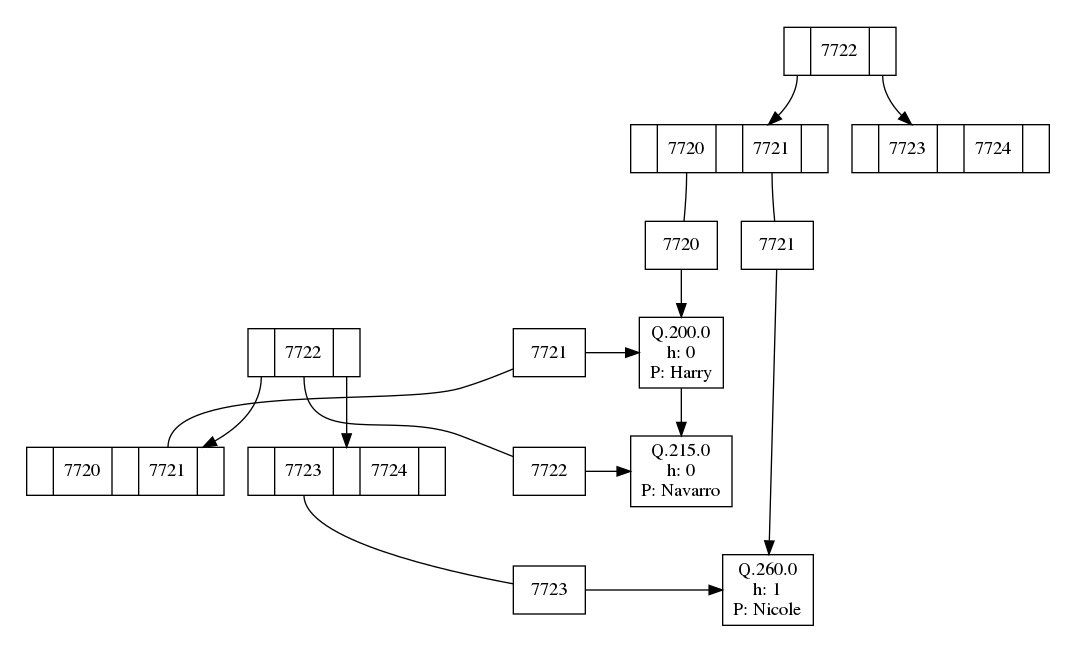 7722
7720 7721
7723 7724
7720
7721
7722
7721
Q.200.0
h: 0
P: Harry
7720 7721
7723 7724
7722
Q.215.0
h: 0
P: Navarro
7723
Q.260.0
h: 1
P: Nicole